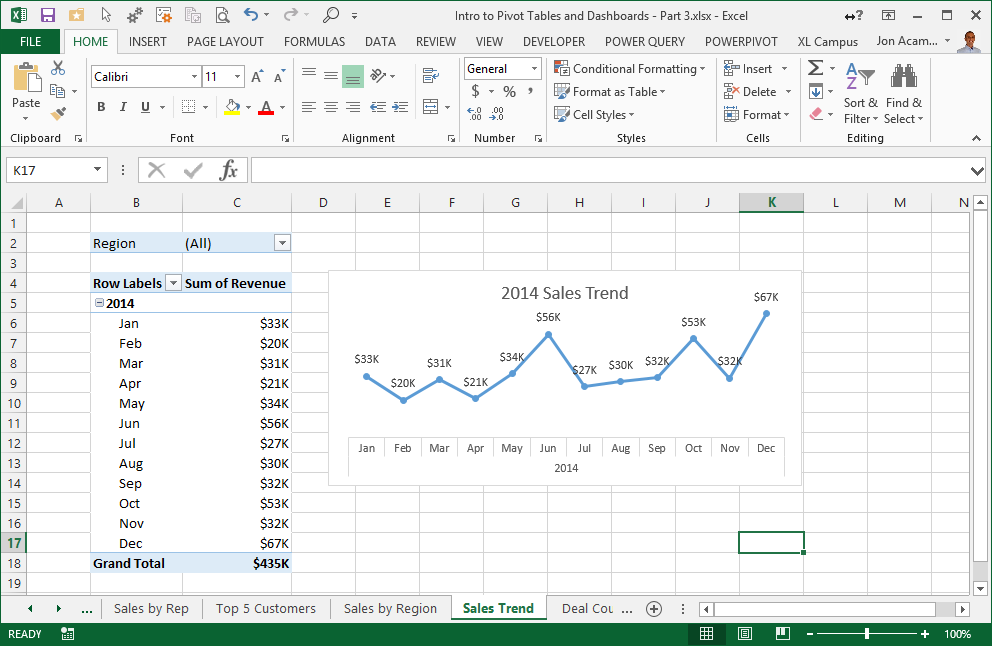 Intro to Pivot Tables and Dashboards - Part 3.xlsx - Excel
FILE HOME INSERT PAGE LAYOUT FORMULAS DATA REVIEW VIEW DEVELOPER POWER QUERY POWERPIVOT XL Campus Jon Acam...
Calibri 11 General Conditional Formatting Insert
Paste B I U A $ % , Format as Table Delete Sort & Filter Find & Select
Cell Styles Format
Clipboard Font Alignment Number Styles Cells Editing
K17 fx
A B C D E F G H I J K L M N
1
2 Region (All)
3
4 Row Labels Sum of Revenue
5 2014
6 Jan $33K
7 Feb $20K
8 Mar $31K
9 Apr $21K
10 May $34K
11 Jun $56K
12 Jul $27K
13 Aug $30K
14 Sep $32K
15 Oct $53K
16 Nov $32K
17 Dec $67K
18 Grand Total $435K
19
2014 Sales Trend
$33K $20K $31K $21K $34K $56K $27K $30K $32K $53K $32K $67K
Jan Feb Mar Apr May Jun Jul Aug Sep Oct Nov Dec
2014
... Sales by Rep Top 5 Customers Sales by Region Sales Trend Deal Cou ...
READY 100%